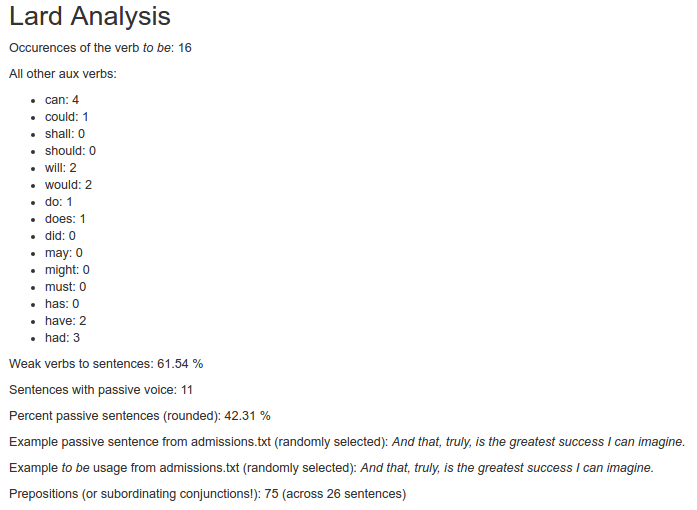 Lard Analysis
Occurences of the verb to be: 16
All other aux verbs:
can: 4
could: 1
shall: 0
should: 0
will: 2
would: 2
do: 1
does: 1
did: 0
may: 0
might: 0
must: 0
has: 0
have: 2
had: 3
Weak verbs to sentences: 61.54 %
Sentences with passive voice: 11
Percent passive sentences (rounded): 42.31 %
Example passive sentence from admissions.txt (randomly selected): And that, truly, is the greatest success I can imagine.
Example to be usage from admissions.txt (randomly selected): And that, truly, is the greatest success I can imagine.
Prepositions (or subordinating conjunctions!): 75 (across 26 sentences)